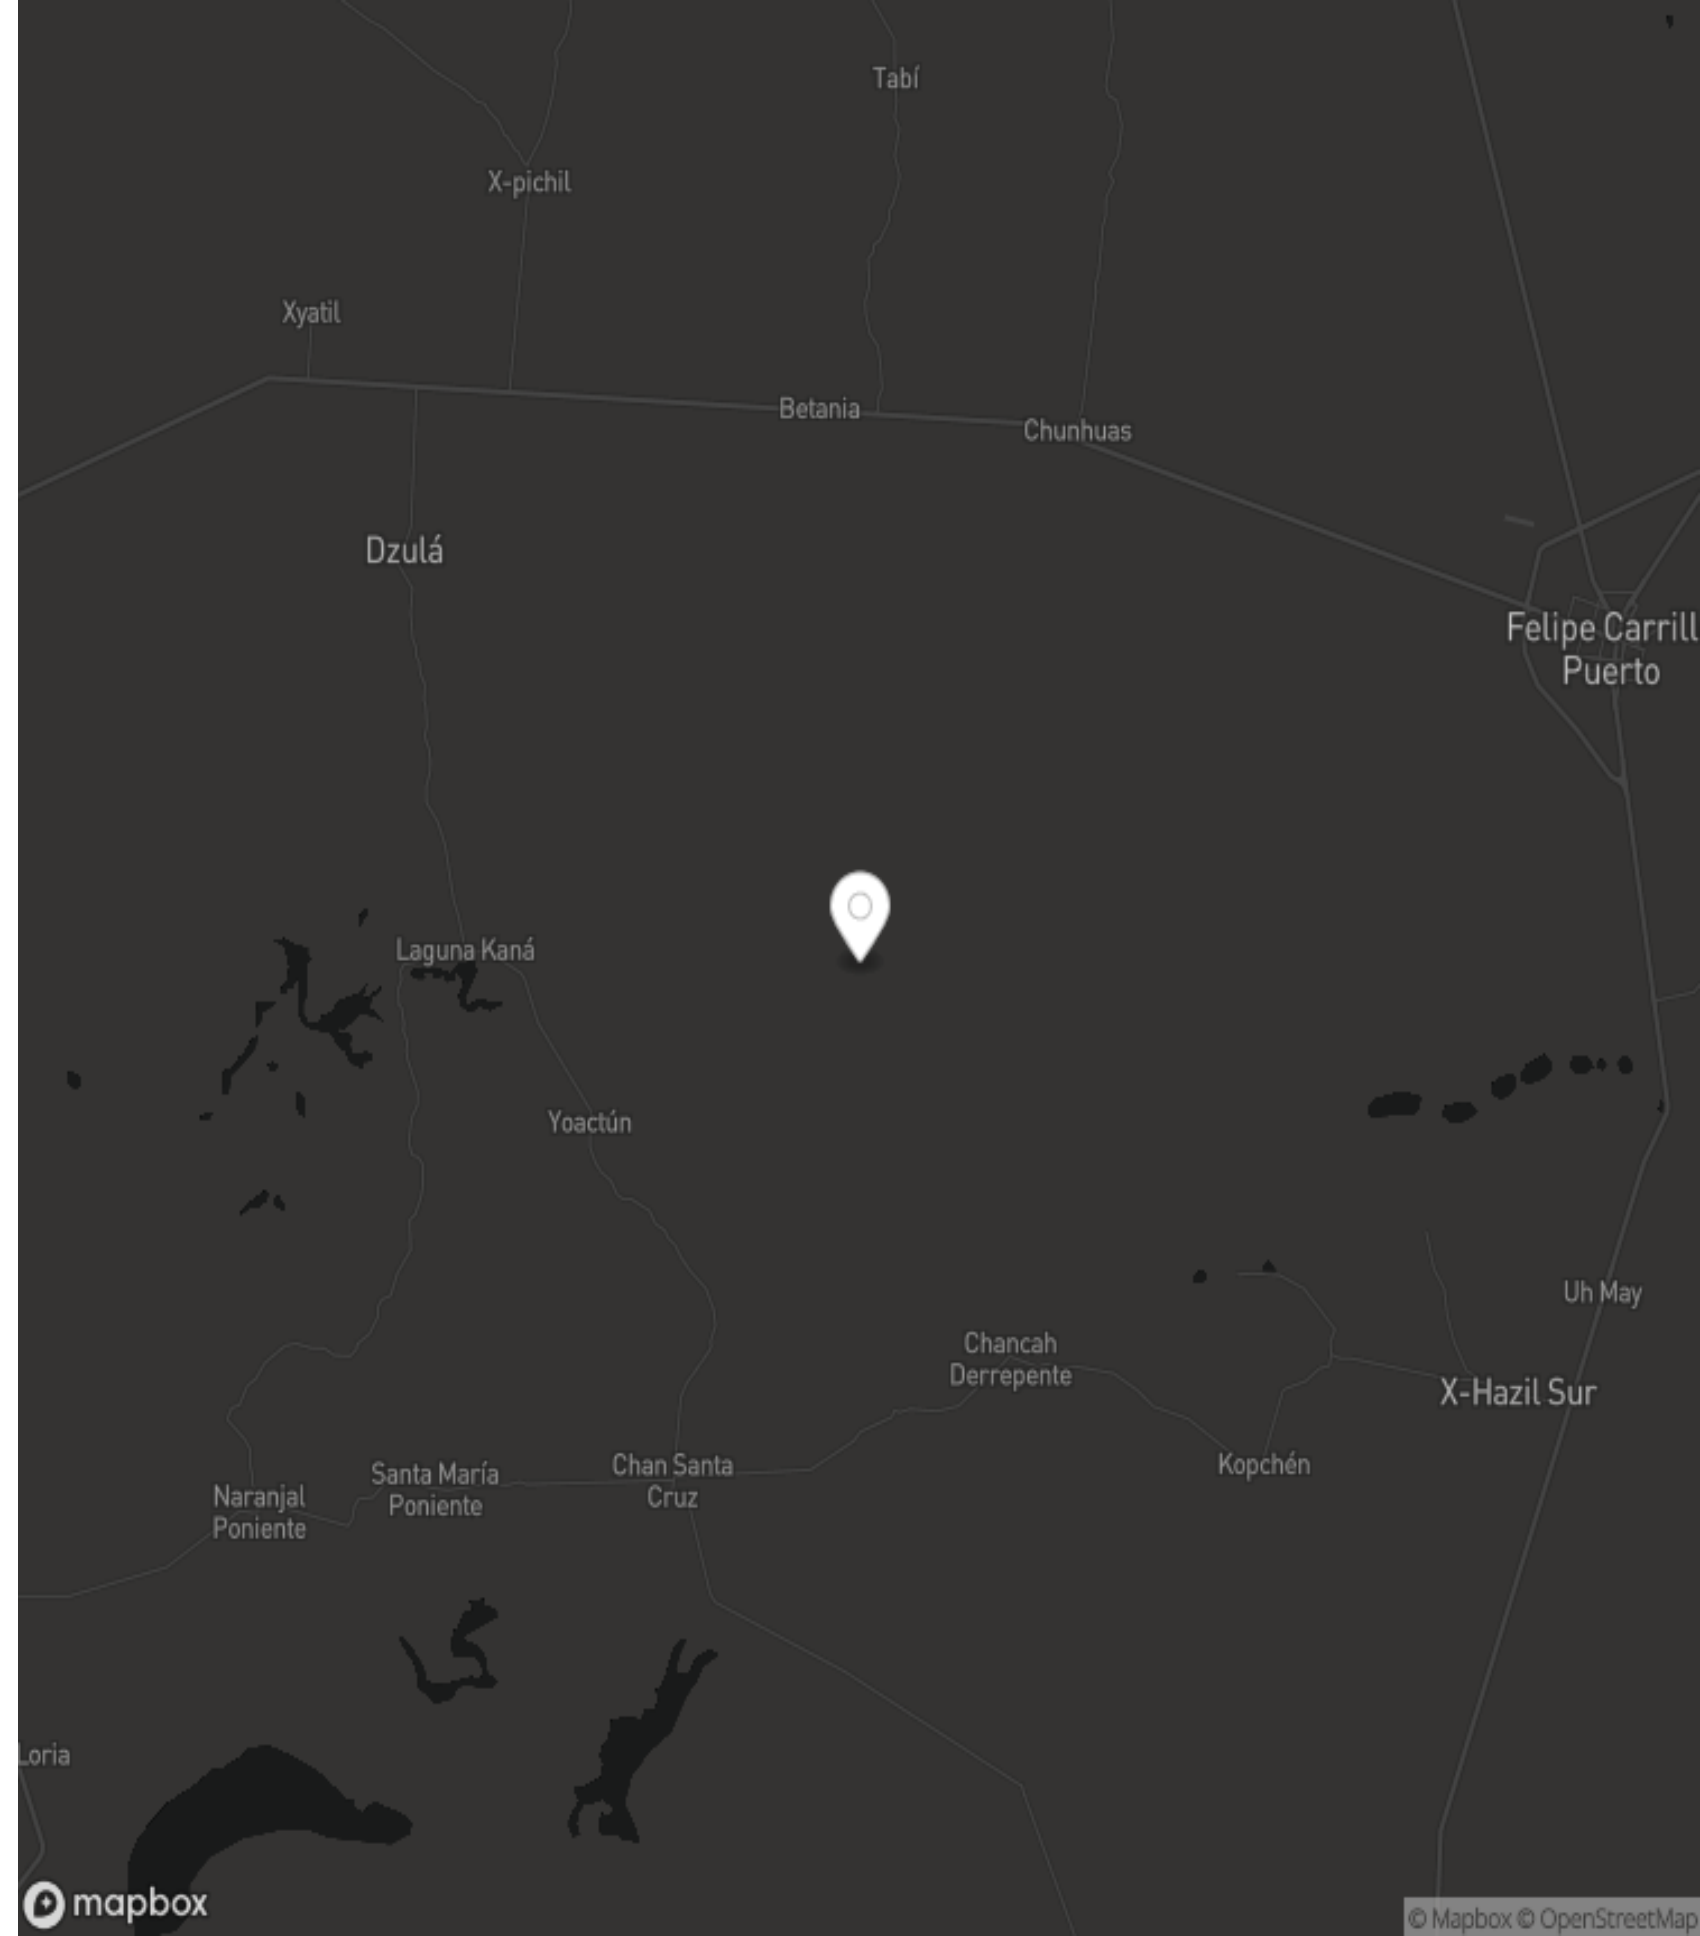 Tabí
X-pichil
Xyatil
Betania
Chunhuas
Dzulá
Felipe Carrill
Puerto
Laguna Kaná
Yoactún
Uh May
Chancah
Derrepente
X-Hazil Sur
Kopchén
Chan Santa
Cruz
Santa María
Poniente
Naranjal
Poniente
Loria
mapbox
© Mapbox © OpenStreetMap